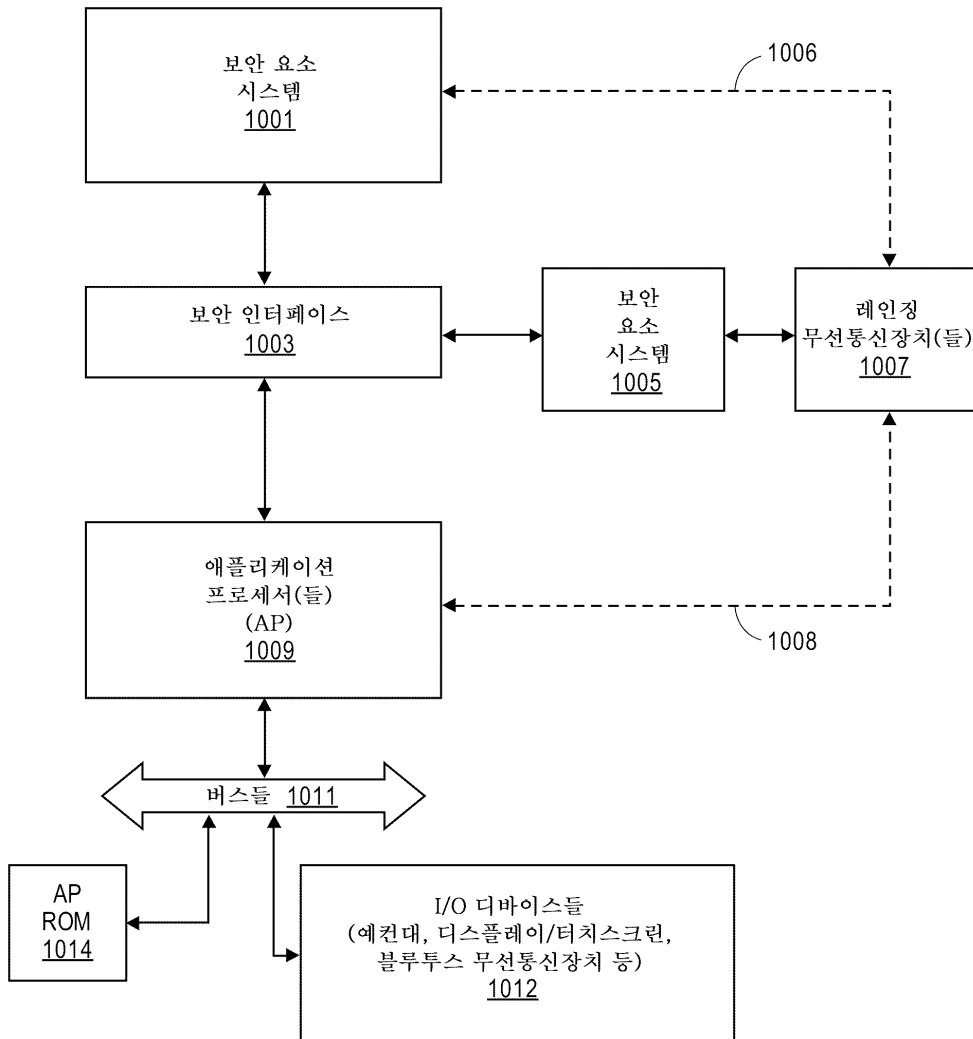 보안 요소
시스템
1001
1006
보안 인터페이스
1003
보안
요소
시스템
1005
레인징
무선통신장치(들)
1007
애플리케이션
프로세서(들)
(AP)
1009
1008
버스들 1011
AP
ROM
1014
I/O 디바이스들
(예컨대, 디스플레이/터치스크린,
블루투스 무선통신장치 등)
1012